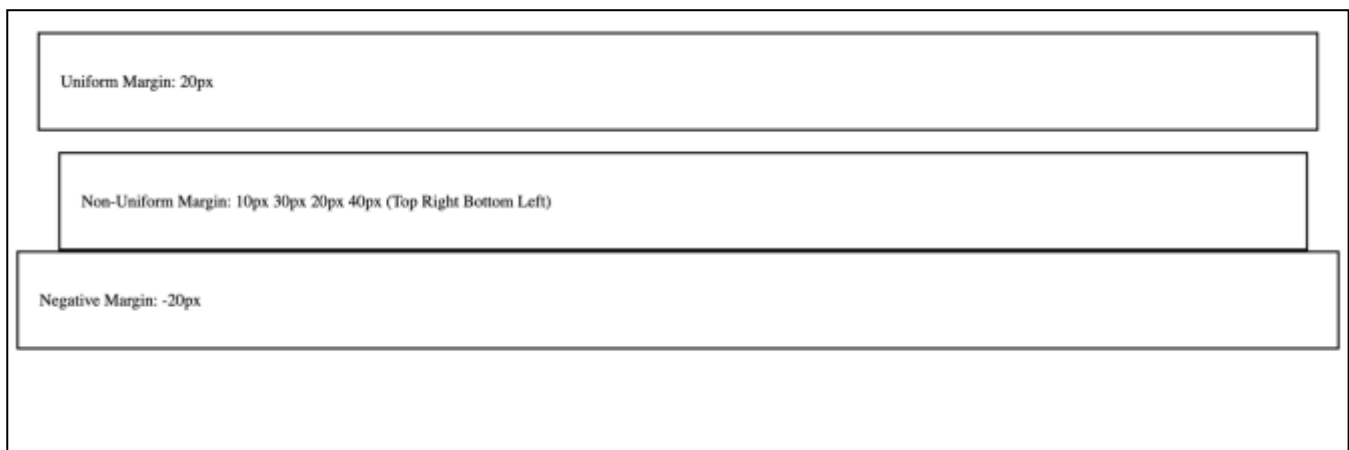 Uniform Margin: 20px
Non-Uniform Margin: 10px 30px 20px 40px (Top Right Bottom Left)
Negative Margin: -20px